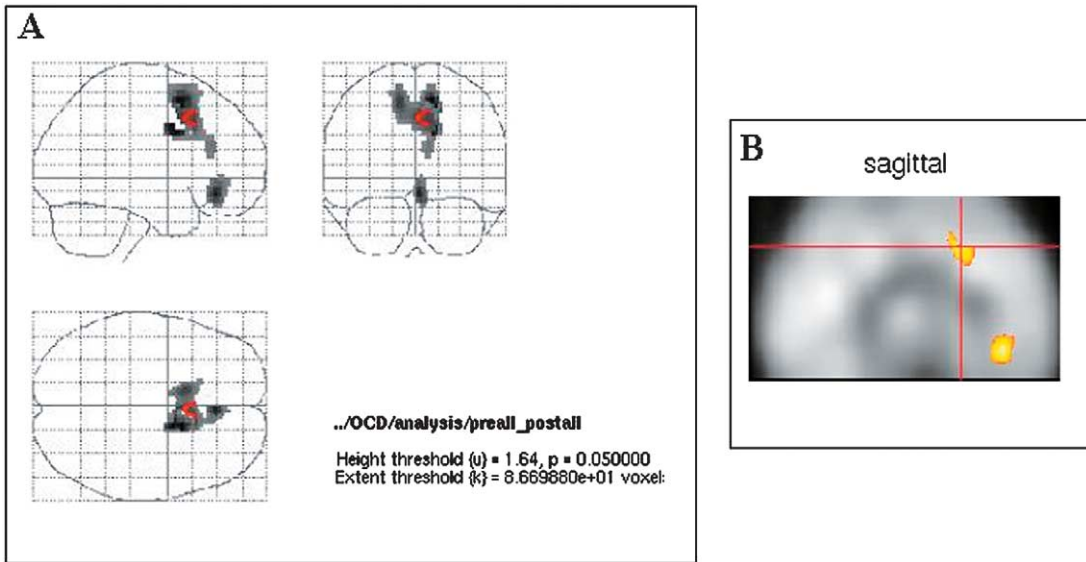 A
../OCD/analysis/preall_postall
Height threshold {u} = 1.64, p = 0.050000
Extent threshold {k} = 8.669880e+01 voxel:
B
sagittal